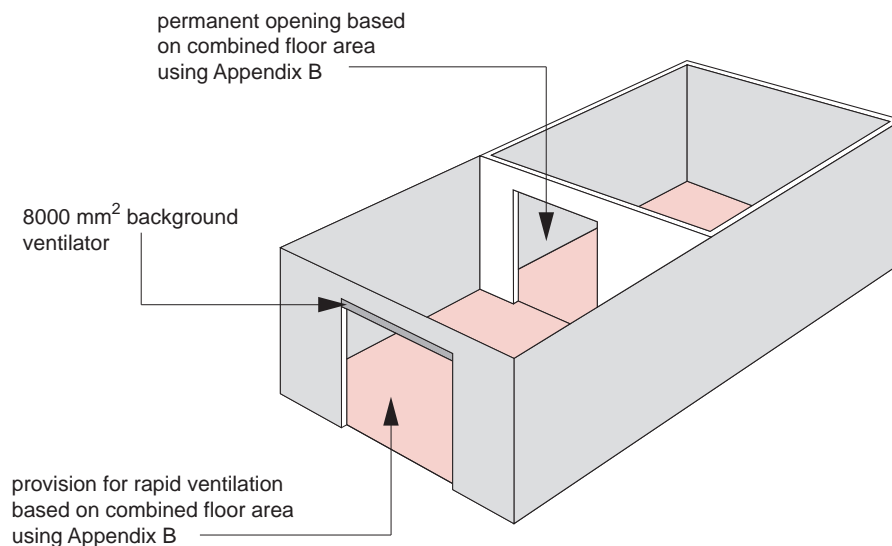 permanent opening based
on combined floor area
using Appendix B
8000 mm² background
ventilator
provision for rapid ventilation
based on combined floor area
using Appendix B